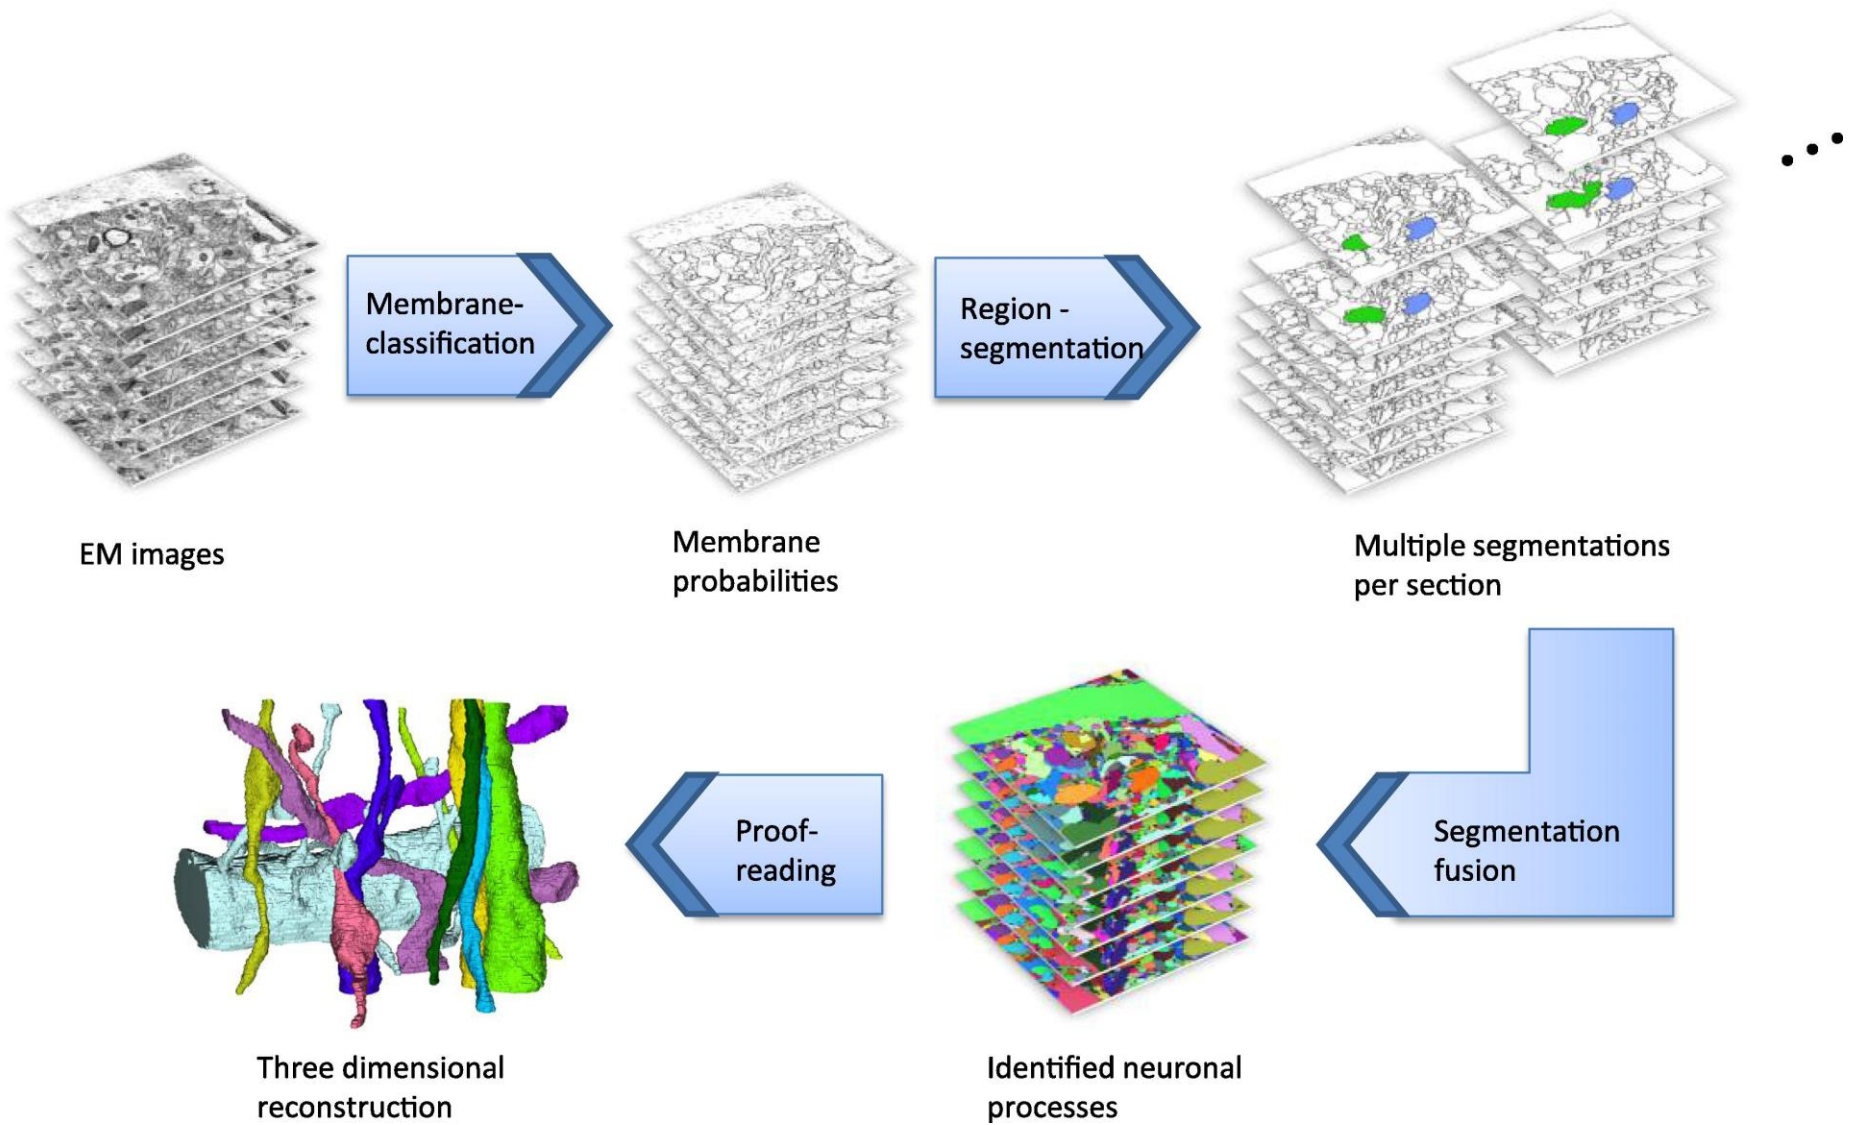 Membrane-
classification
Region -
segmentation
EM images
Membrane
probabilities
Multiple segmentations
per section
Segmentation
fusion
Proof-
reading
Identified neuronal
processes
Three dimensional
reconstruction